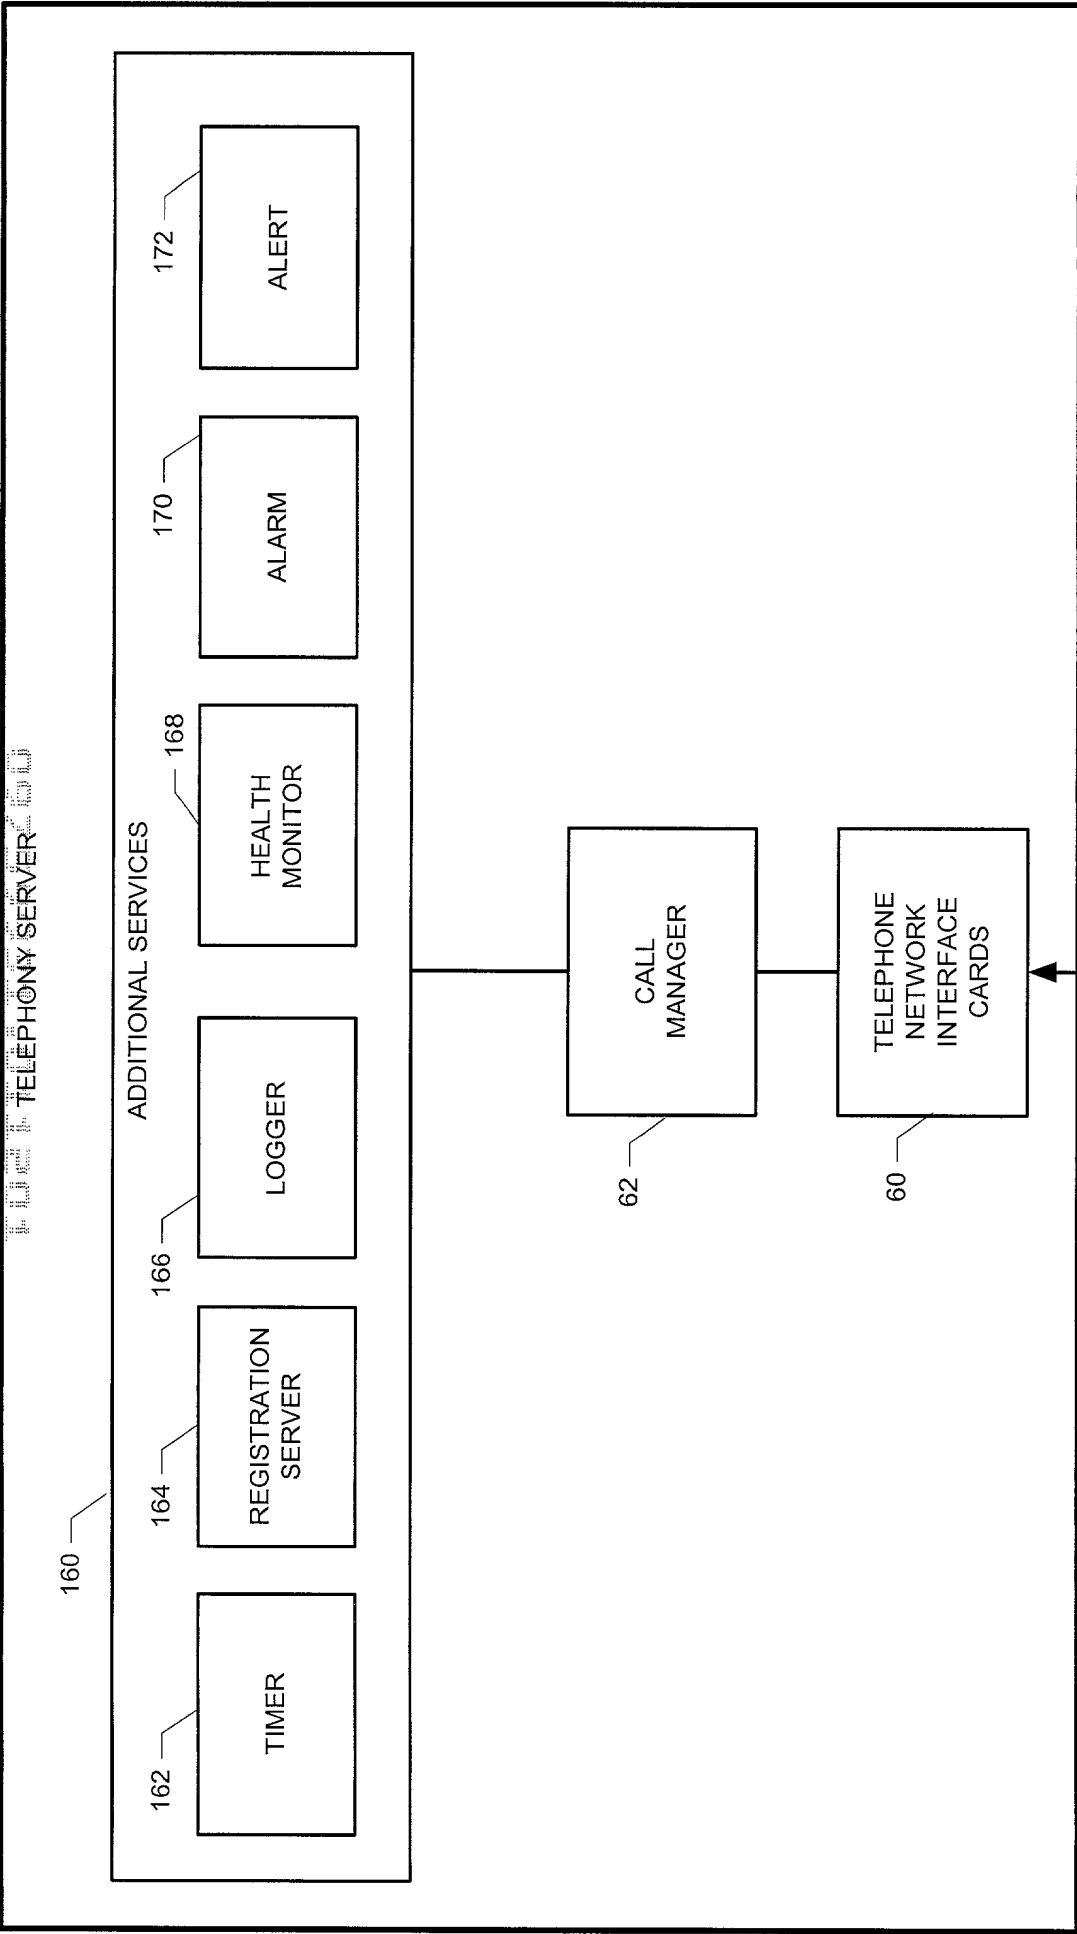 TELEPHONY SERVER
160
ADDITIONAL SERVICES
162
164
166
168
170
172
TIMER
REGISTRATION
SERVER
LOGGER
HEALTH
MONITOR
ALARM
ALERT
62
CALL
MANAGER
60
TELEPHONE
NETWORK
INTERFACE
CARDS